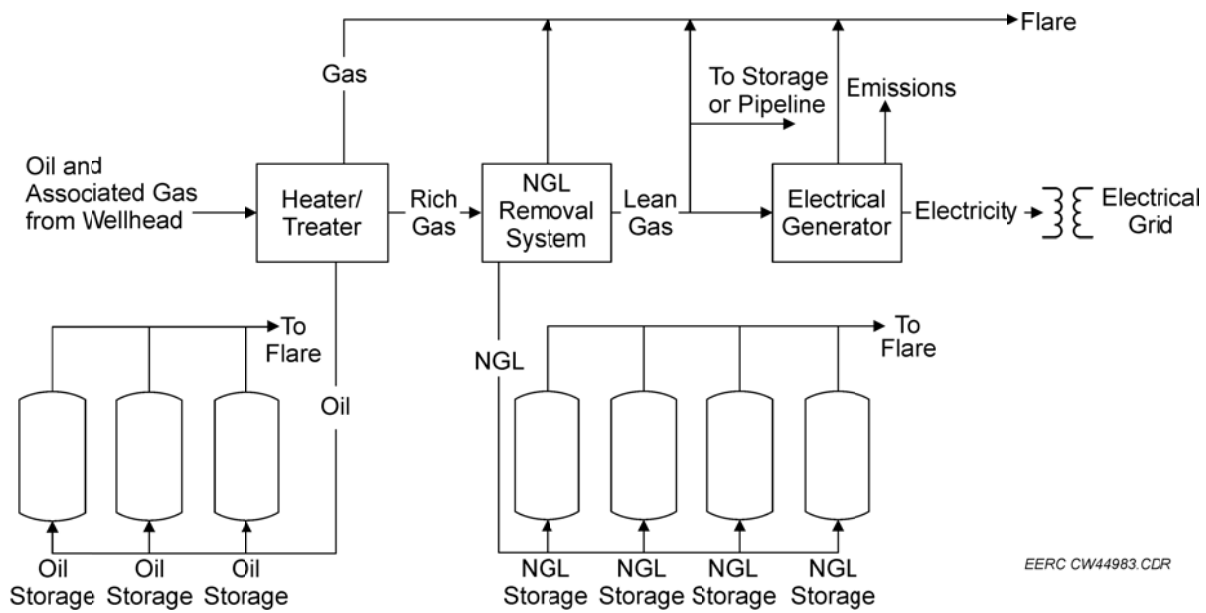 Flare
Gas
To Storage
or Pipeline
Emissions
Oil and
Associated Gas
from Wellhead
Heater/
Treater
Rich
Gas
NGL
Removal
System
Lean
Gas
Electrical
Generator
Electricity
Electrical
Grid
To
Flare
Oil
NGL
To
Flare
Oil
Storage
Oil
Storage
Oil
Storage
NGL
Storage
NGL
Storage
NGL
Storage
NGL
Storage
EERC CW44983.CDR